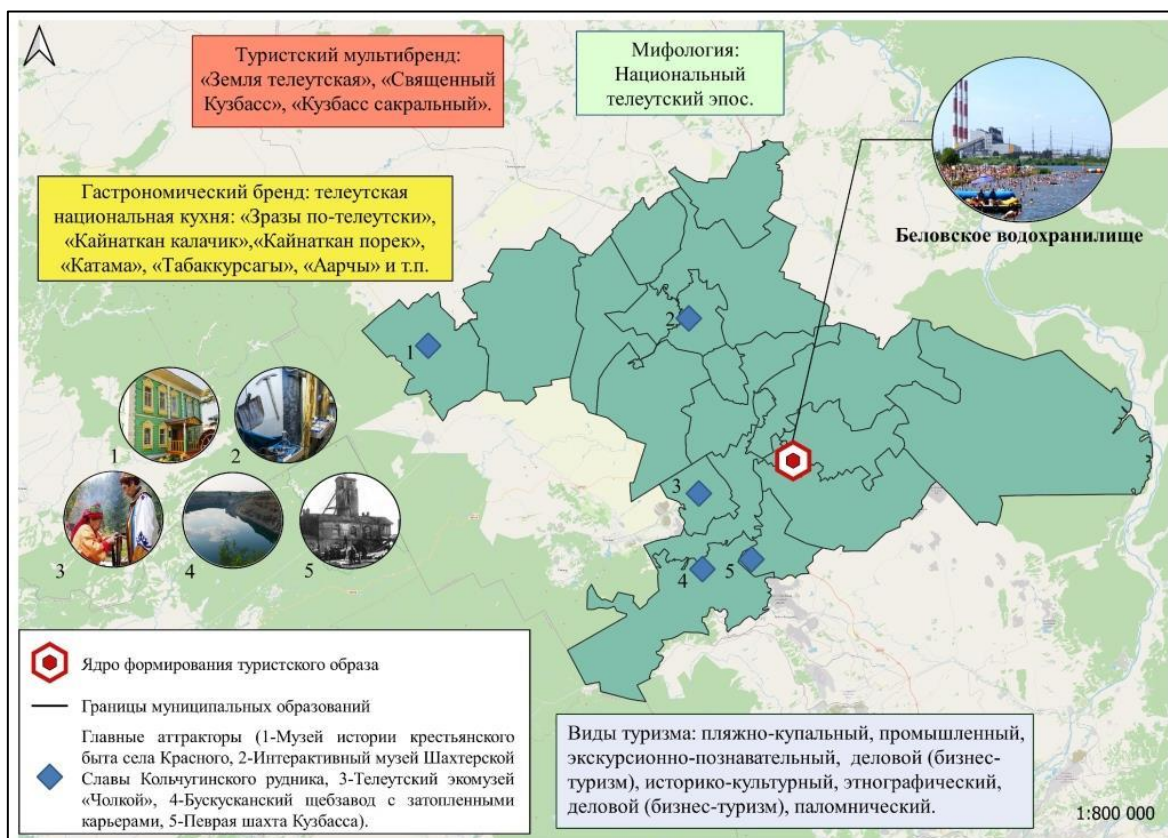 Туристский мультибренд:
«Земля телеутская», «Священный
Кузбасс», «Кузбасс сакральный».
Мифология:
Национальный
телеутский эпос.
Гастрономический бренд: телеутская
национальная кухня: «Зразы по-телеутски»,
«Кайнаткан калачик»,«Кайнаткан порек»,
«Катама», «Табаккурсагы», «Аарчы» и т.п.
Беловское водохранилище
1
2
3
4
5
1
2
3
4
5
Ядро формирования туристского образа
Границы муниципальных образований
Главные аттракторы (1-Музей истории крестьянского
быта села Красного, 2-Интерактивный музей Шахтерской
Славы Кольчугинского рудника, 3-Телеутский экомузей
«Чолкой», 4-Бускусканский щебзавод с затопленными
карьерами, 5-Певрая шахта Кузбасса).
Виды туризма: пляжно-купальный, промышленный,
экскурсионно-познавательный, деловой (бизнес-
туризм), историко-культурный, этнографический,
деловой (бизнес-туризм), паломнический.
1:800 000